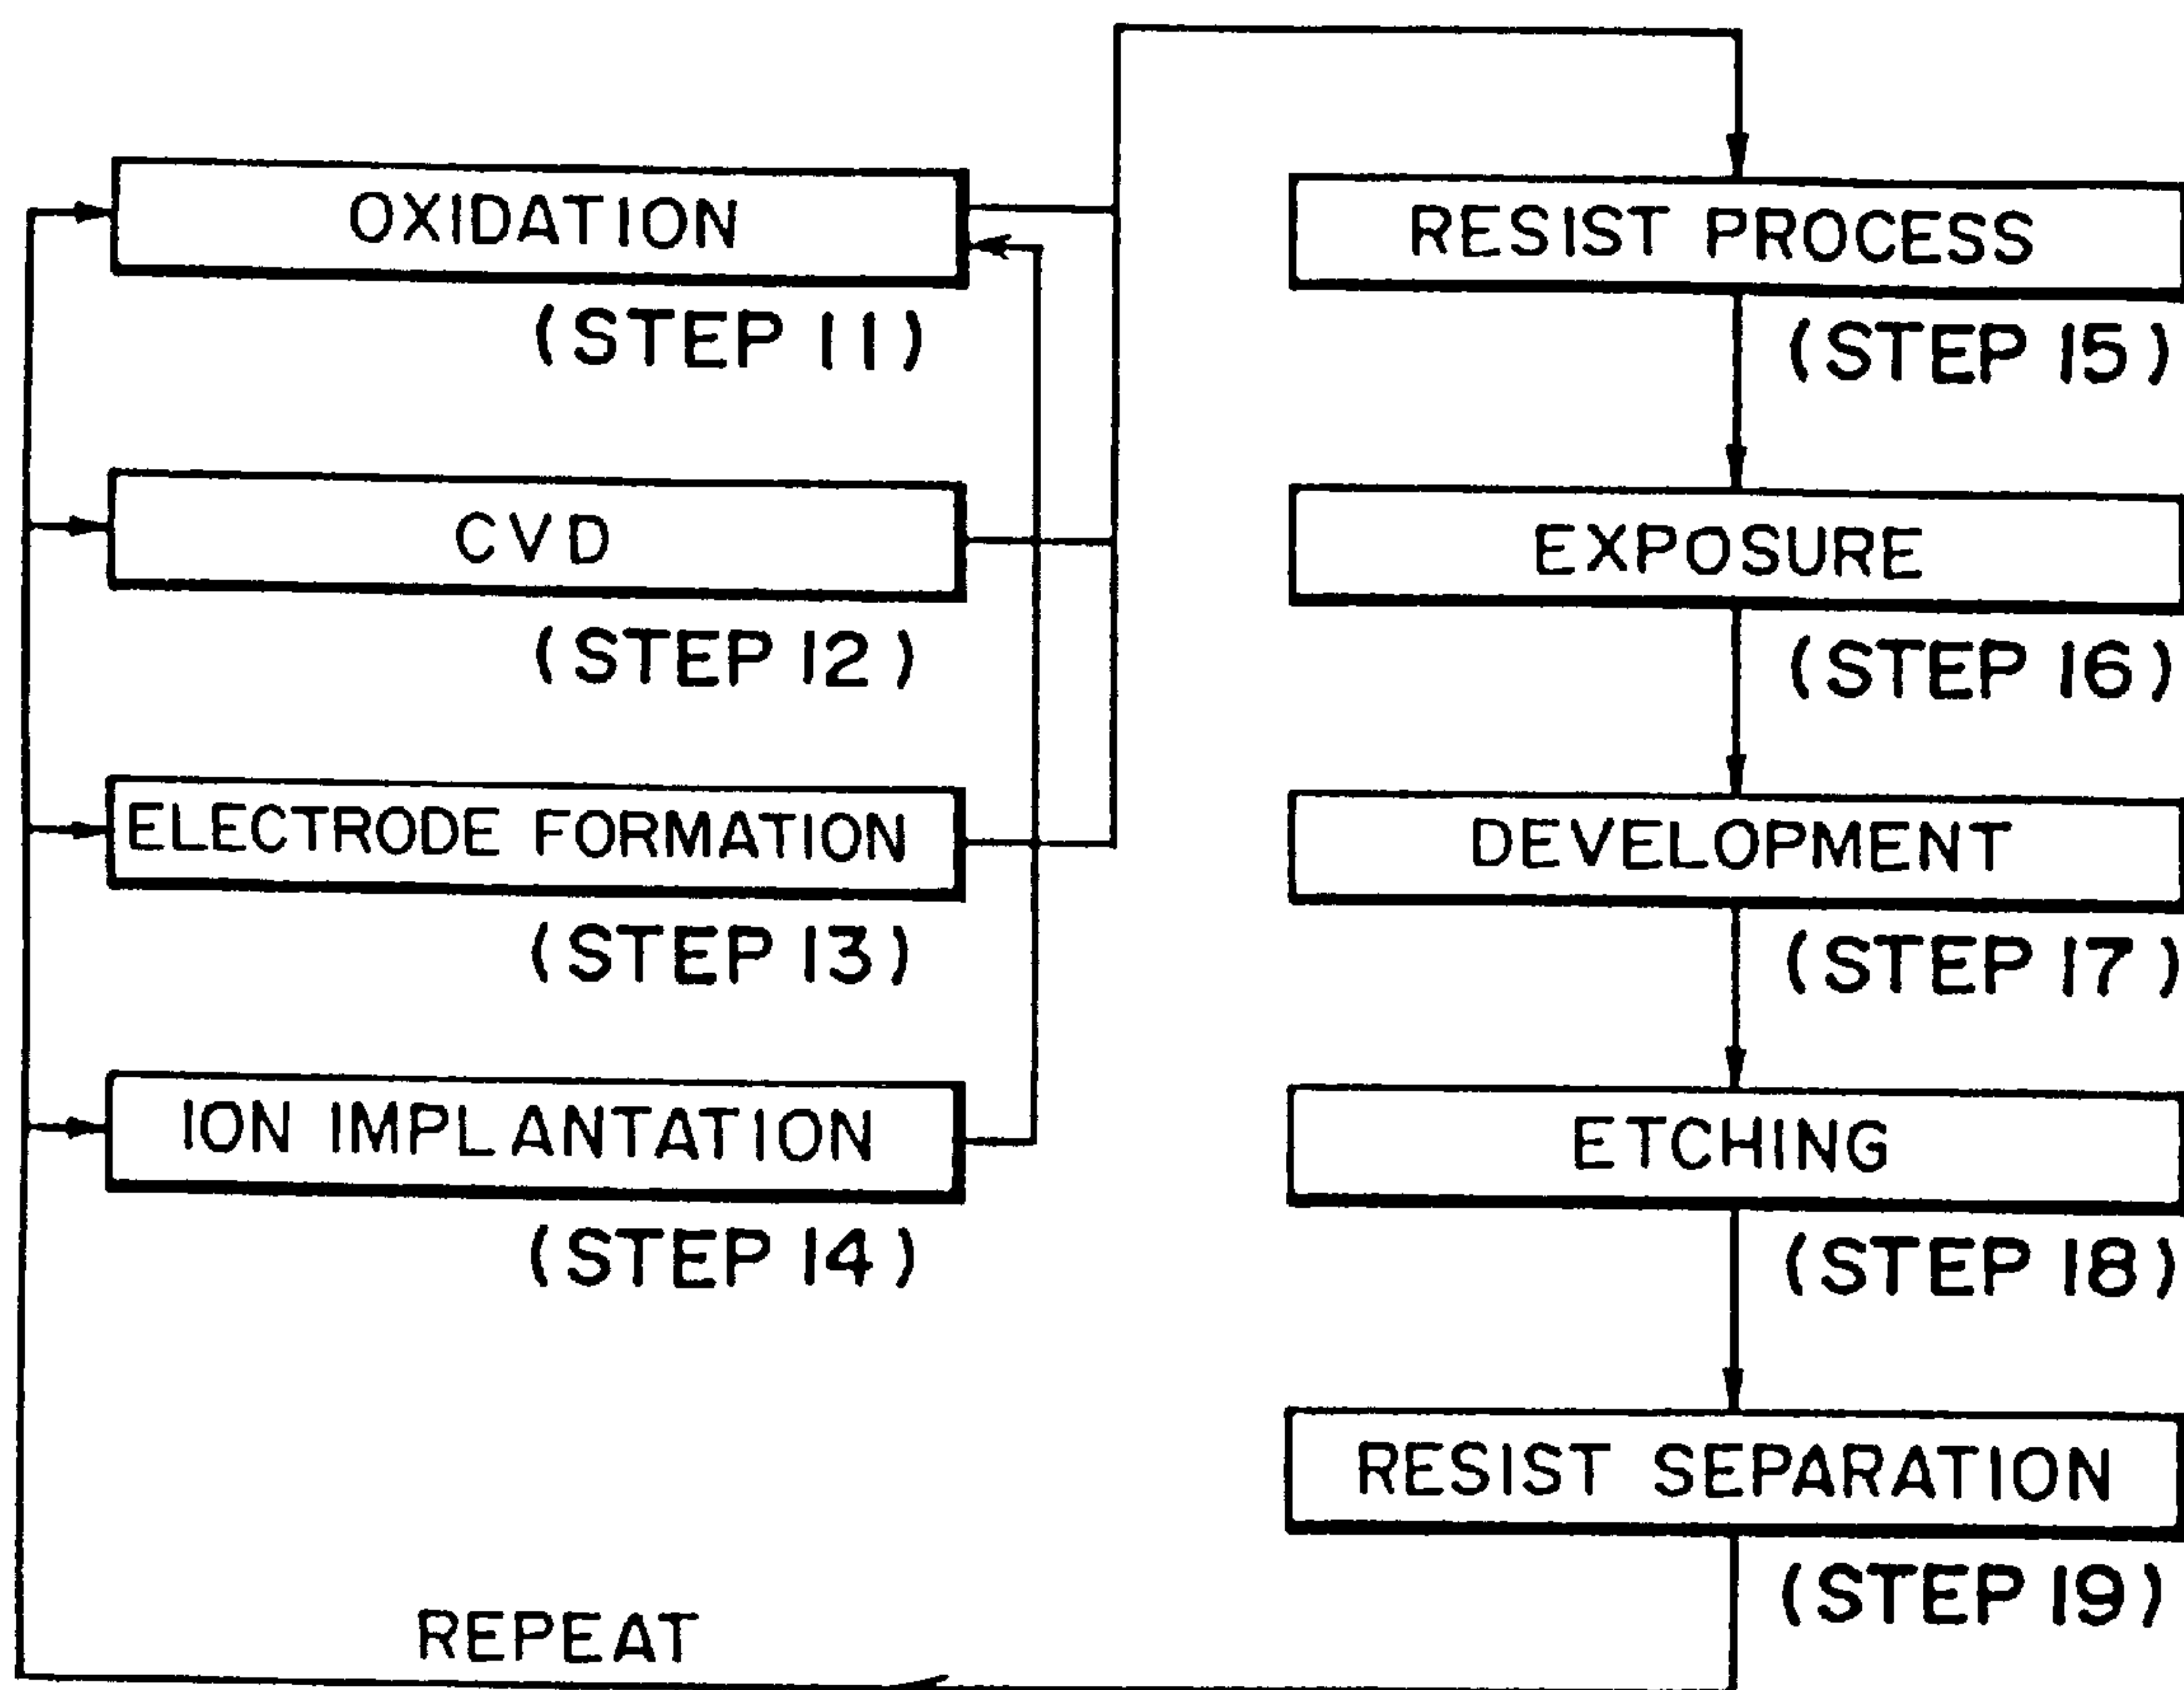 OXIDATION
(STEP 11)
CVD
(STEP 12)
ELECTRODE FORMATION
(STEP 13)
ION IMPLANTATION
(STEP 14)
RESIST PROCESS
(STEP 15)
EXPOSURE
(STEP 16)
DEVELOPMENT
(STEP 17)
ETCHING
(STEP 18)
RESIST SEPARATION
(STEP 19)
REPEAT